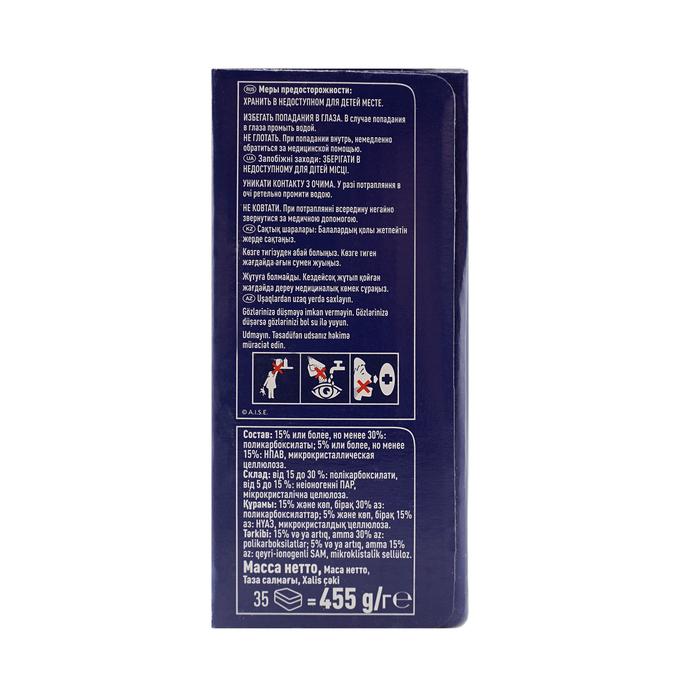 RUS Меры предосторожности:
ХРАНИТЬ В НЕДОСТУПНОМ ДЛЯ ДЕТЕЙ МЕСТЕ.
ИЗБЕГАТЬ ПОПАДАНИЯ В ГЛАЗА. В случае попадания
в глаза промыть водой.
НЕ ГЛОТАТЬ. При попадании внутрь, немедленно
обратиться за медицинской помощью.
UA Запобіжні заходи: ЗБЕРІГАТИ В
НЕДОСТУПНОМУ ДЛЯ ДІТЕЙ МІСЦІ.
УНИКАТИ КОНТАКТУ З ОЧИМА. У разі потрапляння в
очі ретельно промити водою.
НЕ КОВТАТИ. При потраплянні всередину негайно
звернутися за медичною допомогою.
KZ Сақтық шаралары: Балалардың қолы жетпейтін
жерде сақтаңыз.
Көзге тигізуден абай болыңыз. Көзге тиген
жағдайда ағын сумен жуыңыз.
Жұтуға болмайды. Кездейсоқ жұтып қойған
жағдайда дереу медициналық көмек сұраңыз.
AZ Uşaqlardan uzaq yerdə saxlayın.
Gözlərinizə düşməyə imkan verməyin. Gözlərinizə
düşərsə gözlərinizi bol su ilə yuyun.
Udmayın. Təsadüfən udsanız həkimə
müraciət edin.
© A.I.S.E.
Состав: 15% или более, но менее 30%:
поликарбоксилаты; 5% или более, но менее
15%: НПАВ, микрокристаллическая
целлюлоза.
Склад: від 15 до 30 %: полікарбоксилати,
від 5 до 15 %: неіоногенні ПАР,
мікрокристалічна целюлоза.
Құрамы: 15% және көп, бірақ 30% аз:
поликарбоксилаттар; 5% және көп, бірақ 15%
аз: НҮАЗ, микрокристалдық целлюлоза.
Tərkibi: 15% və ya artıq, amma 30% az:
polikarboksilatlar; 5% və ya artıq, amma 15%
az: qeyri-ionogenli SAM, mikroklistalik sellüloz.
Масса нетто, Маса нетто,
Таза салмағы, Xalis çəki
35 = 455 g/г℮